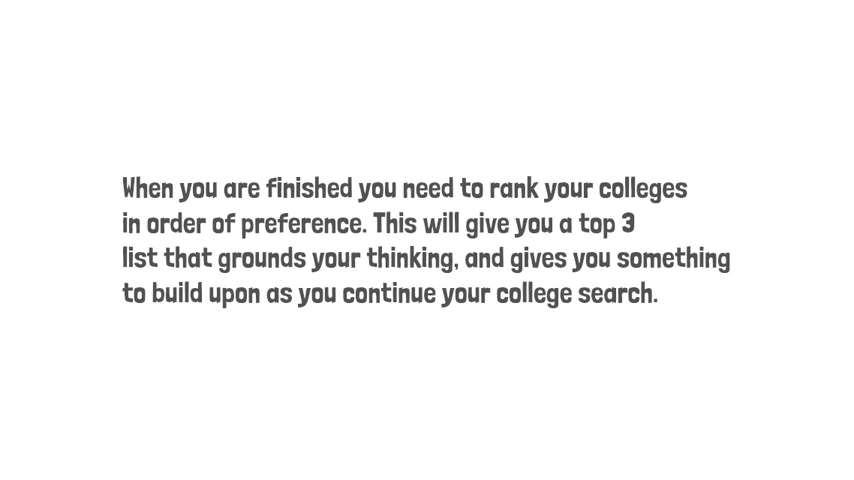 When you are finished you need to rank your colleges
in order of preference. This will give you a top 3
list that grounds your thinking, and gives you something
to build upon as you continue your college search.